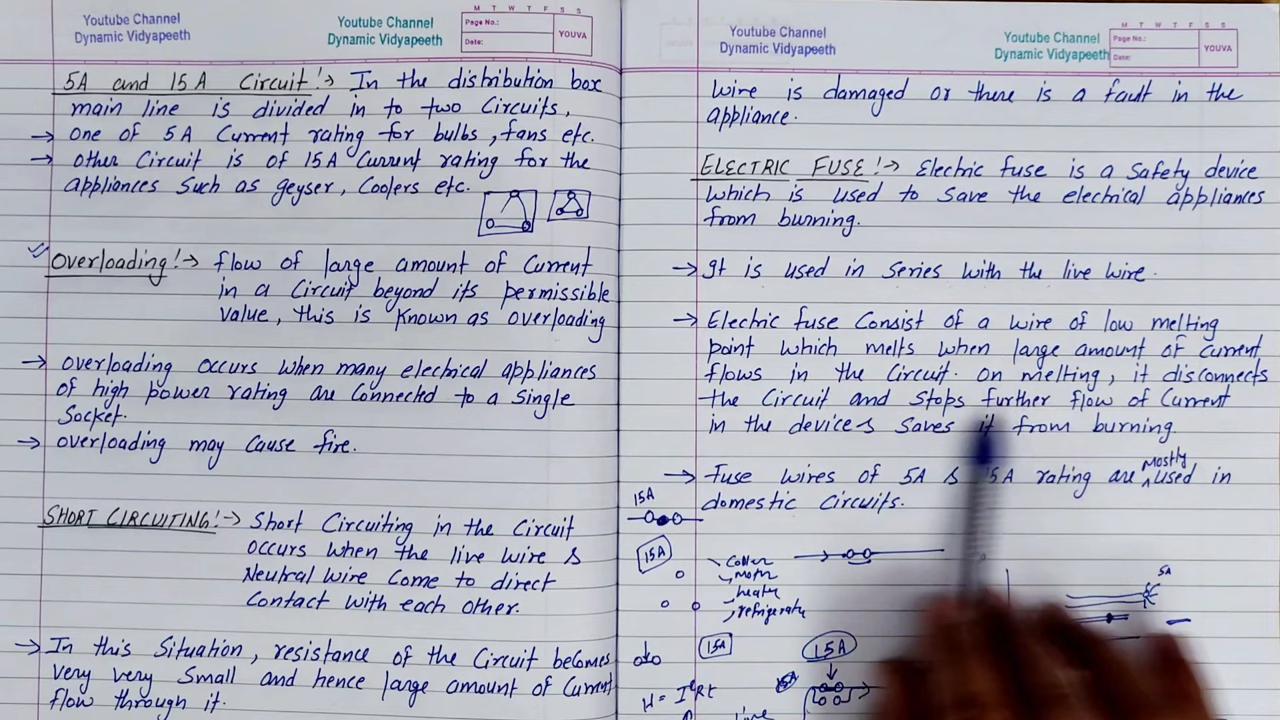 Youtube Channel
Dynamic Vidyapeeth
Youtube Channel
Dynamic Vidyapeeth
M T W T F S S
Page No.:
Date:
YOUVA
5A and 15A Circuit!→ In the distribution box
main line is divided in to two Circuits,
→ one of 5A Current rating for bulbs, fans etc.
→ other Circuit is of 15A Current rating for the
appliances such as geyser, Coolers etc.
Overloading!→ flow of large amount of Current
in a Circuit beyond its permissible
value, this is known as overloading
→ overloading occurs when many electrical appliances
of high power rating are Connected to a Single
Socket.
→ overloading may cause fire.
SHORT CIRCUITING!→ Short Circuiting in the Circuit
occurs when the live wire &
Neutral wire Come to direct
Contact with each other.
→ In this Situation, resistance of the Circuit becomes
very very Small and hence large amount of Current
flow through it.
Youtube Channel
Dynamic Vidyapeeth
Youtube Channel
Dynamic Vidyapeeth
M T W T F S S
Page No.:
Date:
YOUVA
wire is damaged or there is a fault in the
appliance.
ELECTRIC FUSE!→ Electric fuse is a Safety device
which is used to save the electrical appliances
from burning.
→ It is used in Series with the live wire.
→ Electric fuse Consist of a wire of low melting
point which melts when large amount of Current
flows in the Circuit. on melting, it disconnects
the Circuit and stops further flow of Current
in the device & saves it from burning.
→ Fuse wires of 5A & 5A rating are mostly used in
domestic Circuits.
15A
15A
Cooler
motor
heater
refrigerator
5A
15A
15A
H = I²Rt
live